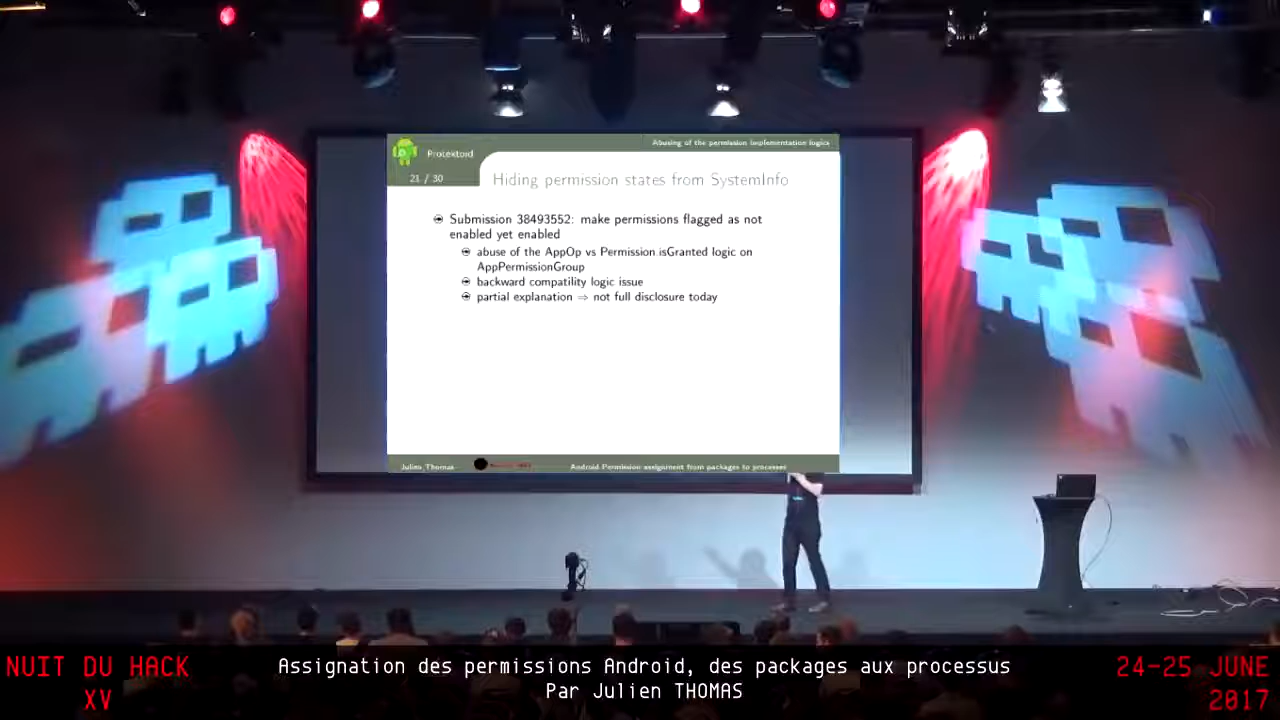 Abusing of the permission implementation logics
Protektoid
21 / 30
Hiding permission states from SystemInfo
Submission 38493552: make permissions flagged as not
enabled yet enabled
abuse of the AppOp vs Permission.isGranted logic on
AppPermissionGroup
backward compatility logic issue
partial explanation ⇒ not full disclosure today
Julien Thomas
Android Permission assignment from packages to processes
NUIT DU HACK
XV
Assignation des permissions Android, des packages aux processus
Par Julien THOMAS
24-25 JUNE
2017